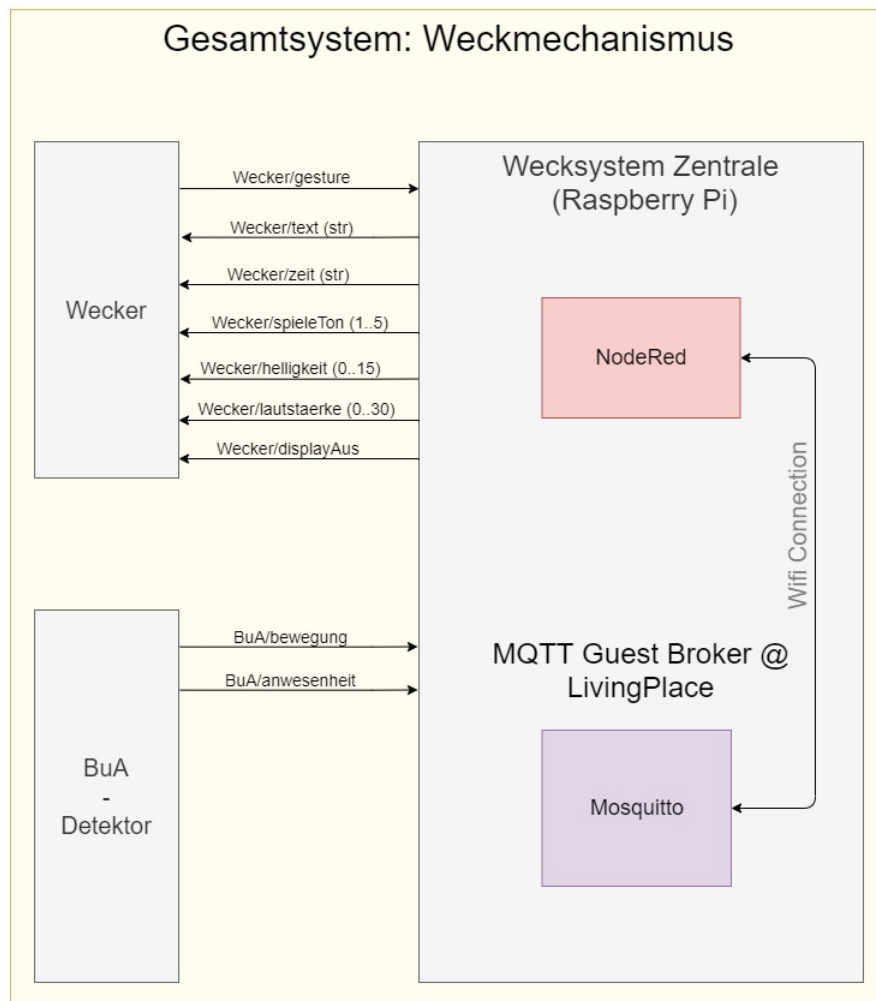 Gesamtsystem: Weckmechanismus
Wecker
Wecker/gesture
Wecker/text (str)
Wecker/zeit (str)
Wecker/spieleTon (1..5)
Wecker/helligkeit (0..15)
Wecker/lautstaerke (0..30)
Wecker/displayAus
Wecksystem Zentrale
(Raspberry Pi)
NodeRed
Wifi Connection
BuA
-
Detektor
BuA/bewegung
BuA/anwesenheit
MQTT Guest Broker @
LivingPlace
Mosquitto